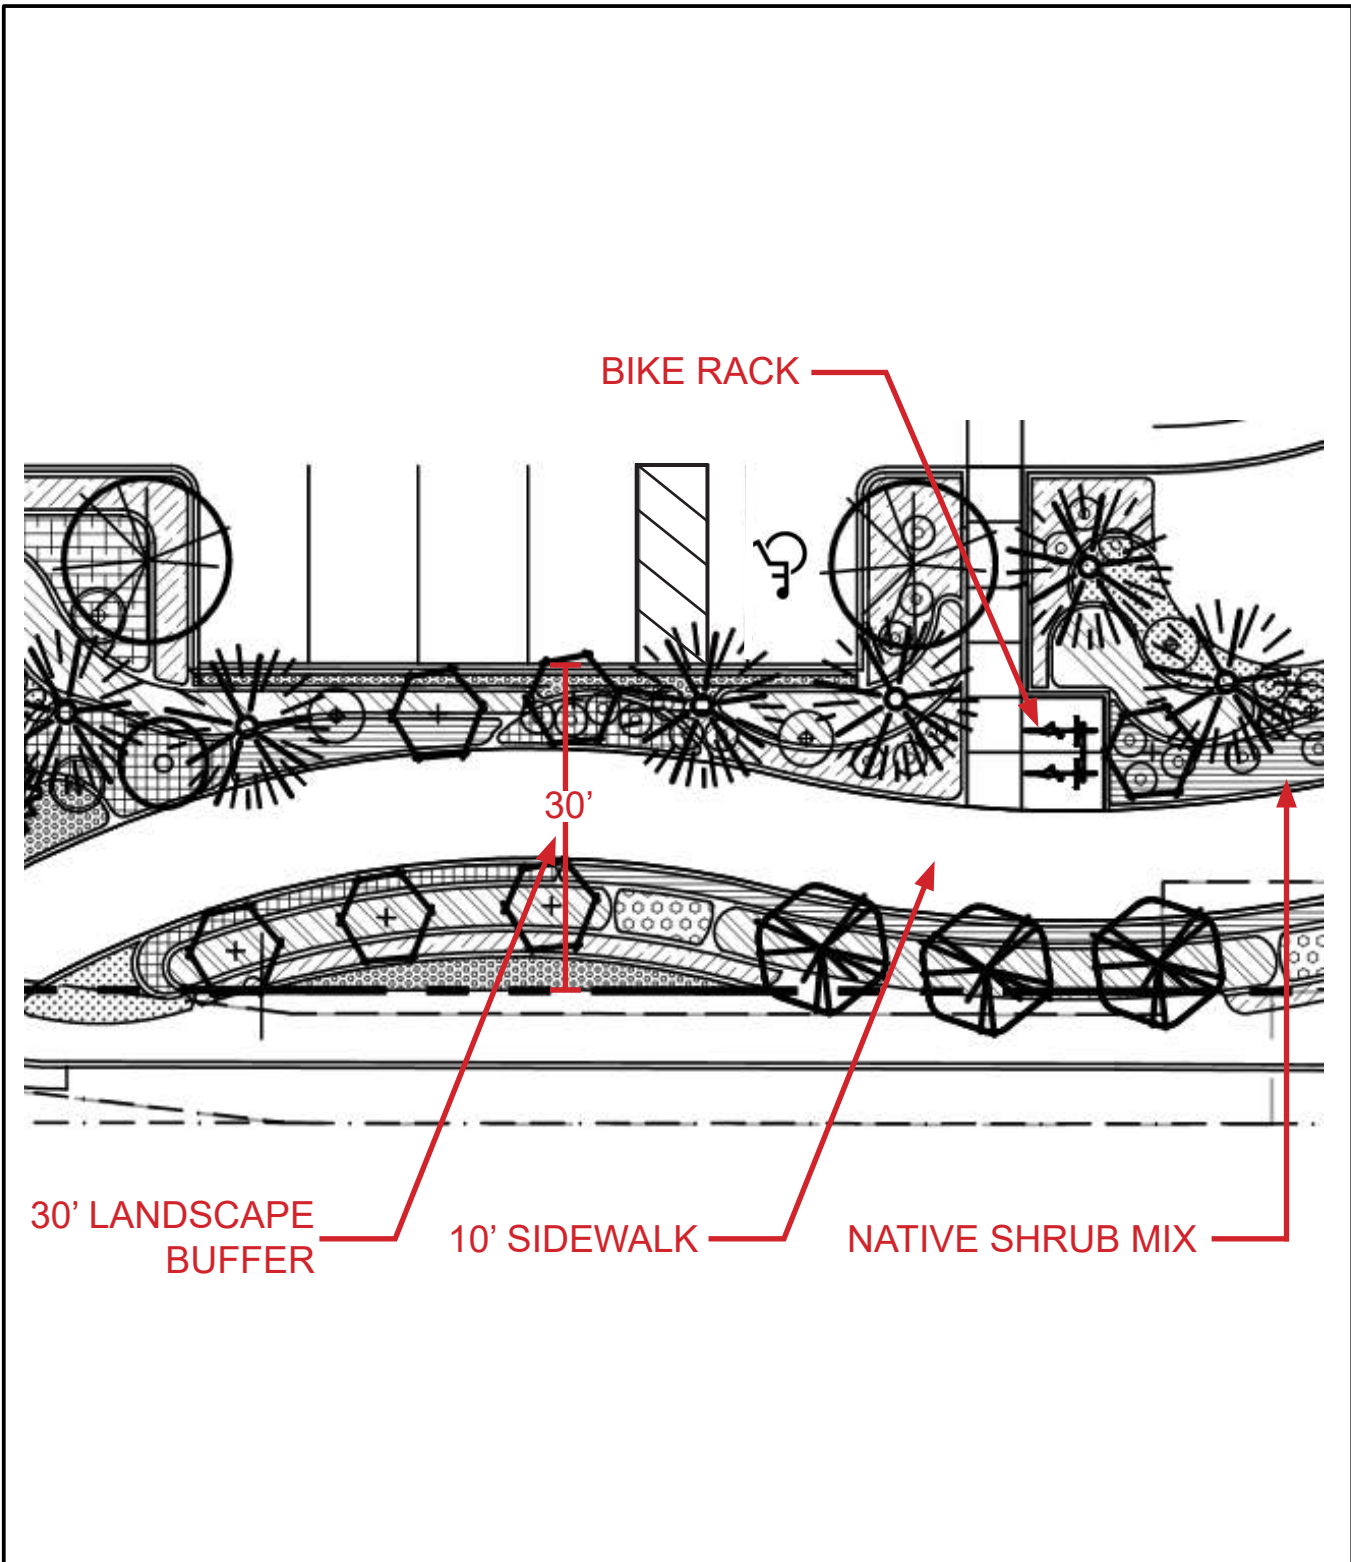 BIKE RACK
30’
30’ LANDSCAPE
BUFFER
10’ SIDEWALK
NATIVE SHRUB MIX